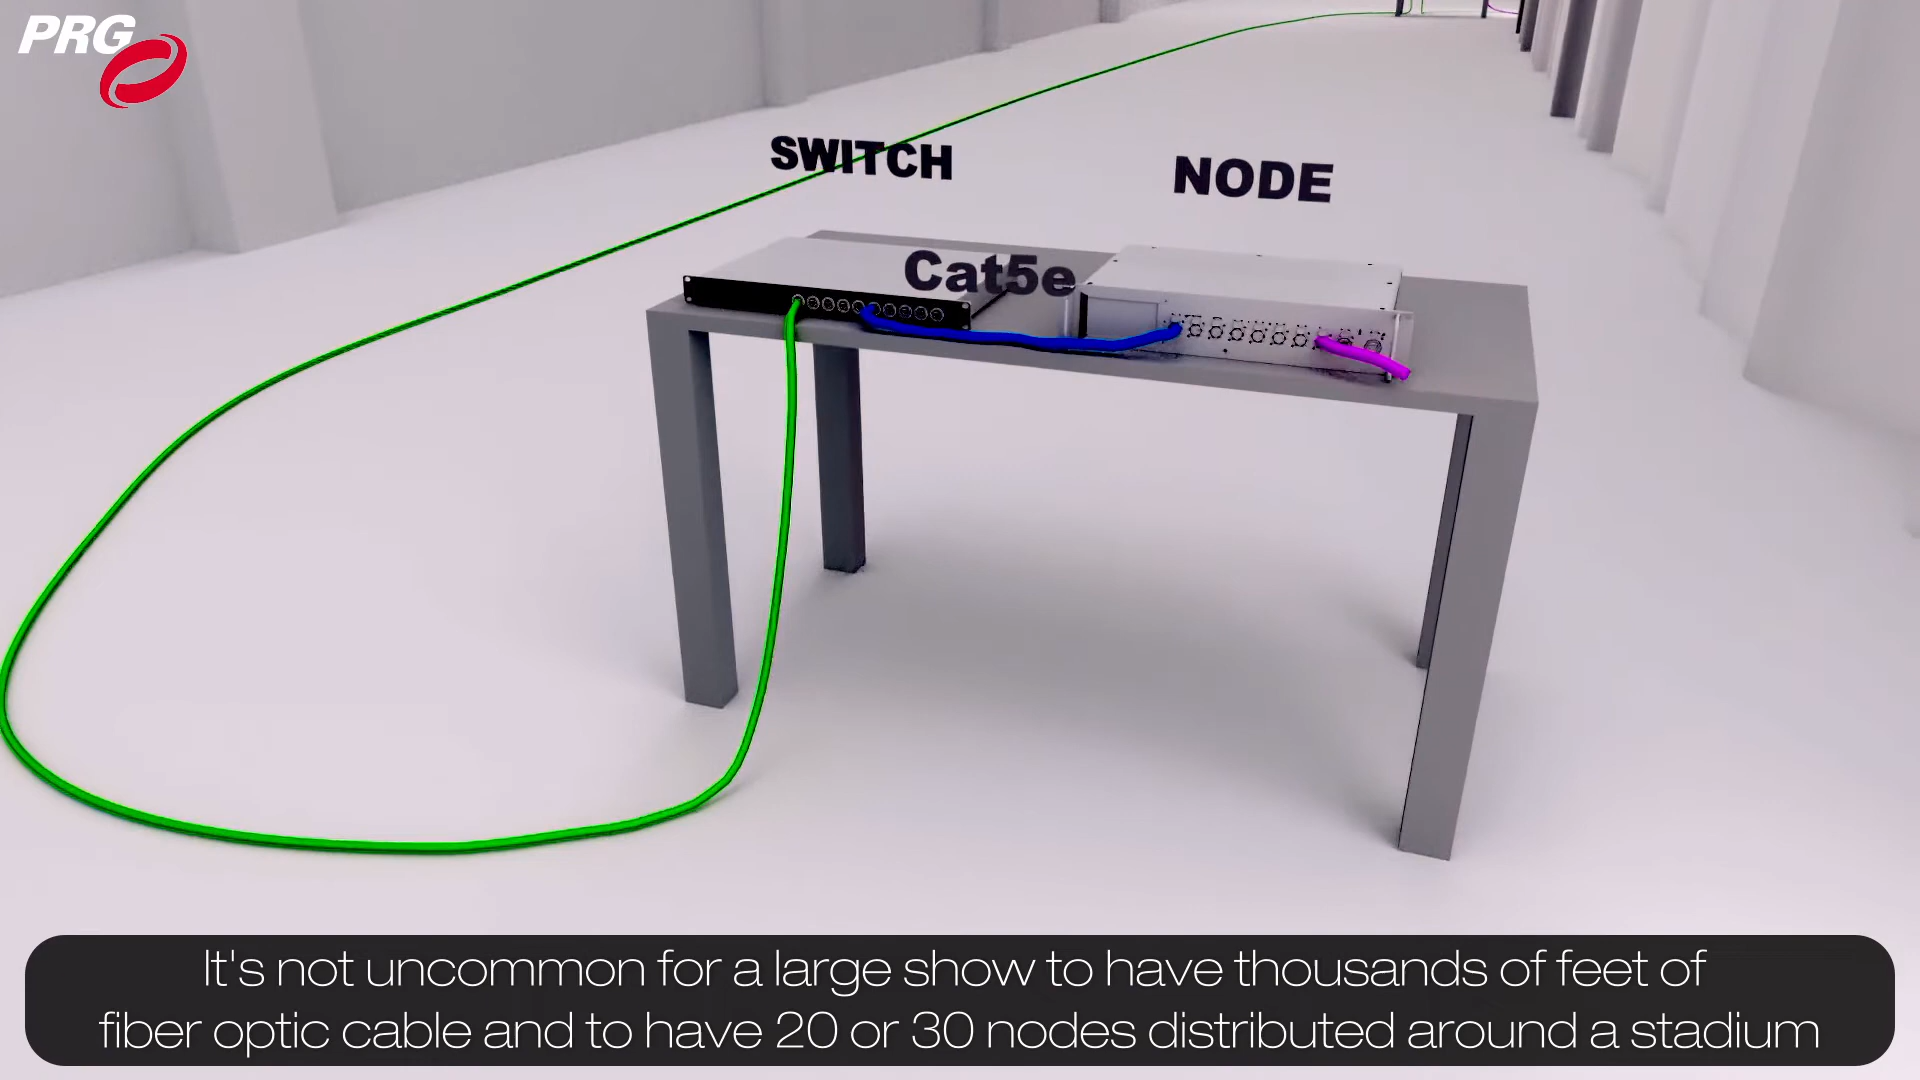 PRG
SWITCH
NODE
Cat5e
It's not uncommon for a large show to have thousands of feet of
fiber optic cable and to have 20 or 30 nodes distributed around a stadium